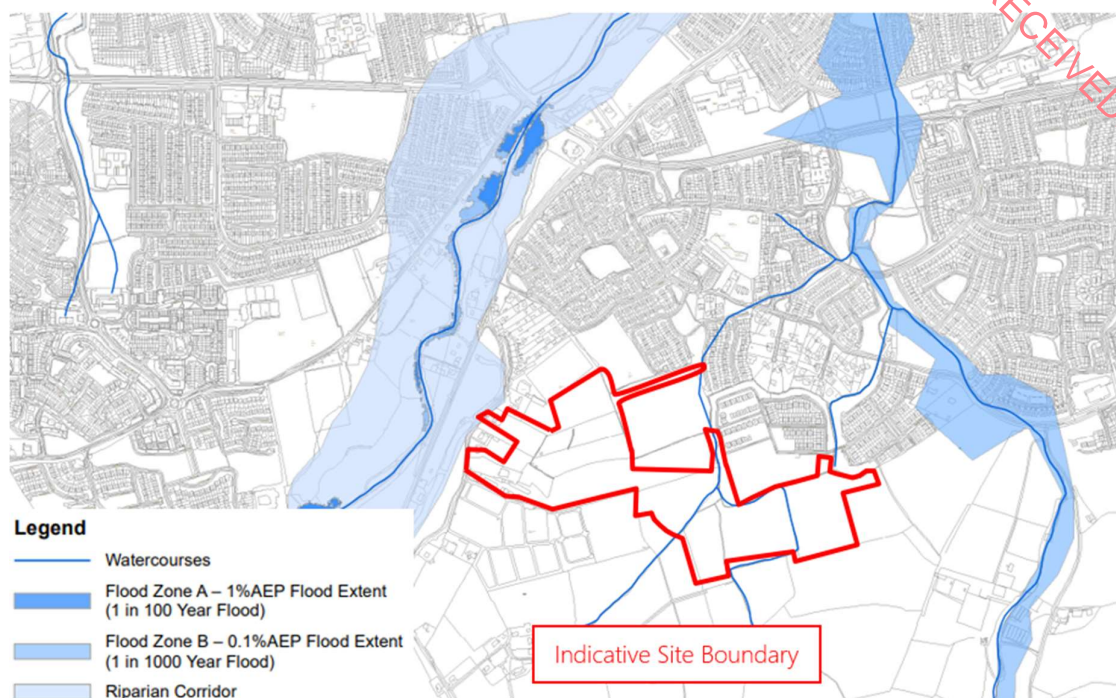 RECEIVED
Legend
Watercourses
Flood Zone A – 1%AEP Flood Extent
(1 in 100 Year Flood)
Flood Zone B – 0.1%AEP Flood Extent
(1 in 1000 Year Flood)
Riparian Corridor
Indicative Site Boundary